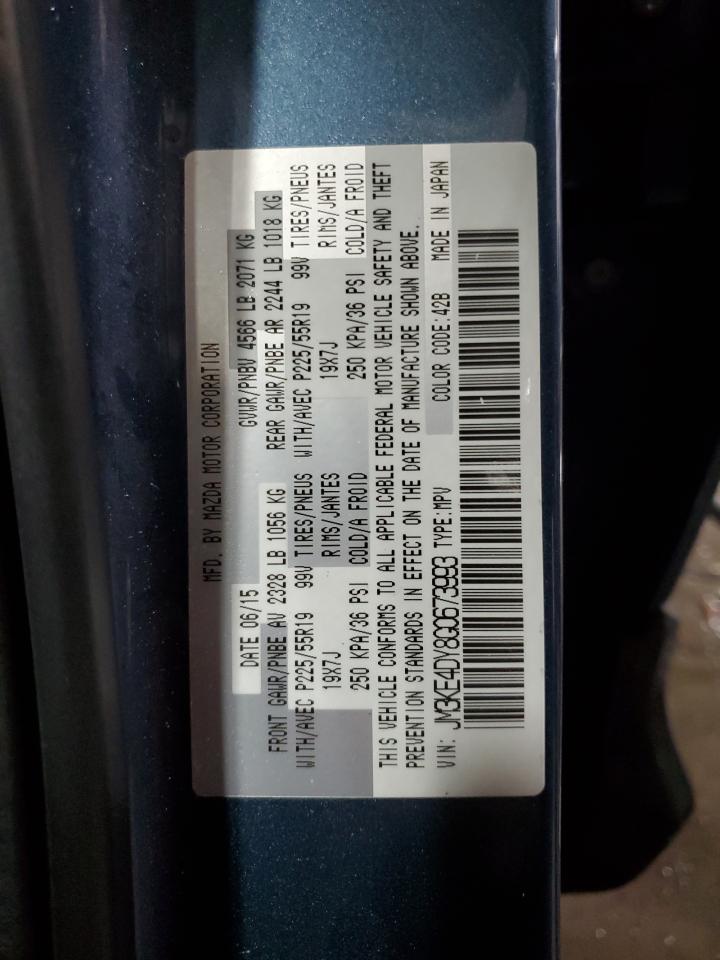 MFD. BY MAZDA MOTOR CORPORATION
DATE 06/15 GVWR/PNBV 4566 LB 2071 KG
FRONT GAWR/PNBE AV 2328 LB 1056 KG REAR GAWR/PNBE AR 2244 LB 1018 KG
WITH/AVEC P225/55R19 99V TIRES/PNEUS WITH/AVEC P225/55R19 99V TIRES/PNEUS
19X7J RIMS/JANTES 19X7J RIMS/JANTES
250 KPA/36 PSI COLD/A FROID 250 KPA/36 PSI COLD/A FROID
THIS VEHICLE CONFORMS TO ALL APPLICABLE FEDERAL MOTOR VEHICLE SAFETY AND THEFT
PREVENTION STANDARDS IN EFFECT ON THE DATE OF MANUFACTURE SHOWN ABOVE.
VIN: JM3KE4DY8G0673993 TYPE:MPV COLOR CODE:42B MADE IN JAPAN